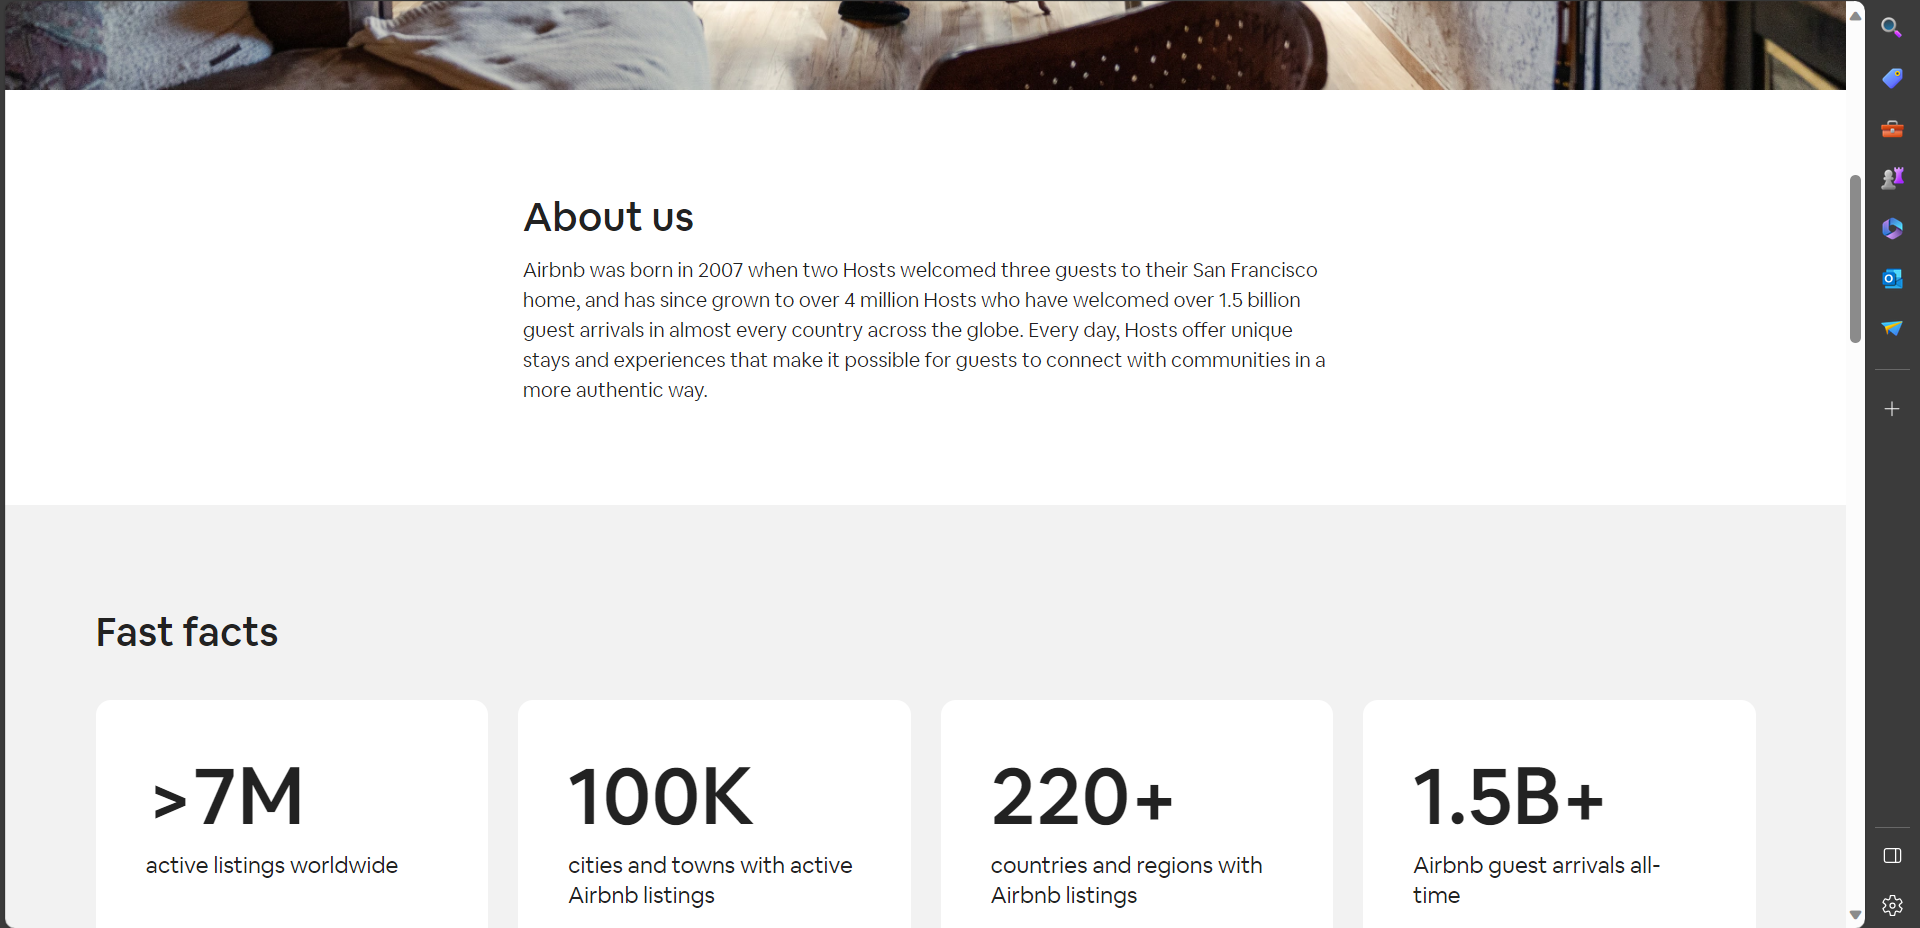 About us
Airbnb was born in 2007 when two Hosts welcomed three guests to their San Francisco
home, and has since grown to over 4 million Hosts who have welcomed over 1.5 billion
guest arrivals in almost every country across the globe. Every day, Hosts offer unique
stays and experiences that make it possible for guests to connect with communities in a
more authentic way.
Fast facts
>7M
active listings worldwide
100K
cities and towns with active
Airbnb listings
220+
countries and regions with
Airbnb listings
1.5B+
Airbnb guest arrivals all-
time